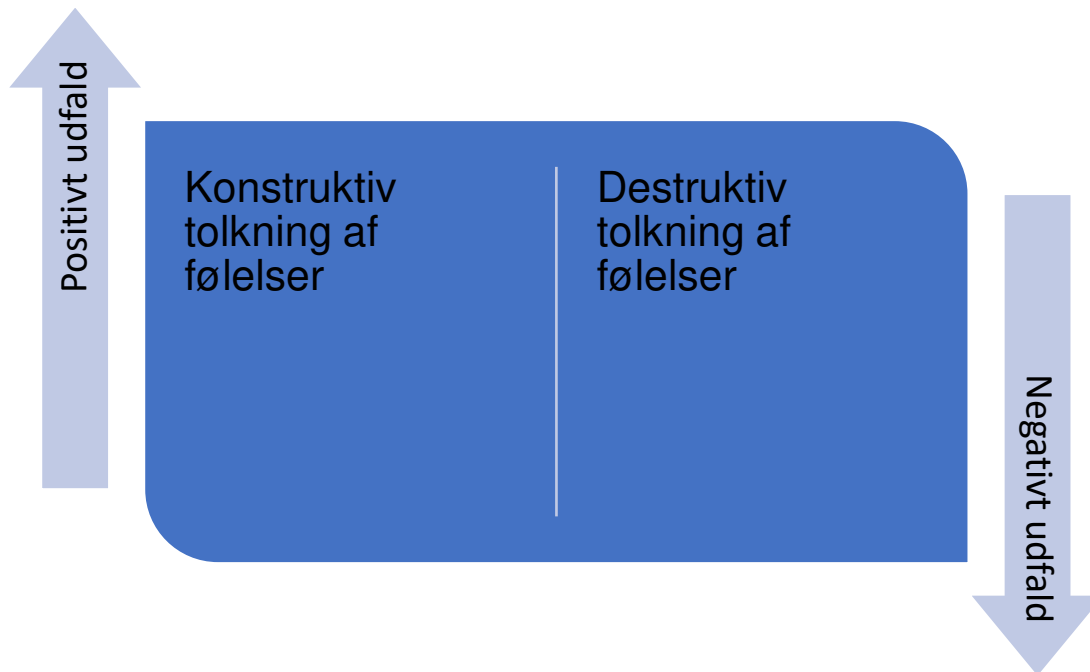 Positivt udfald
Konstruktiv
tolkning af
følelser
Destruktiv
tolkning af
følelser
Negativt udfald